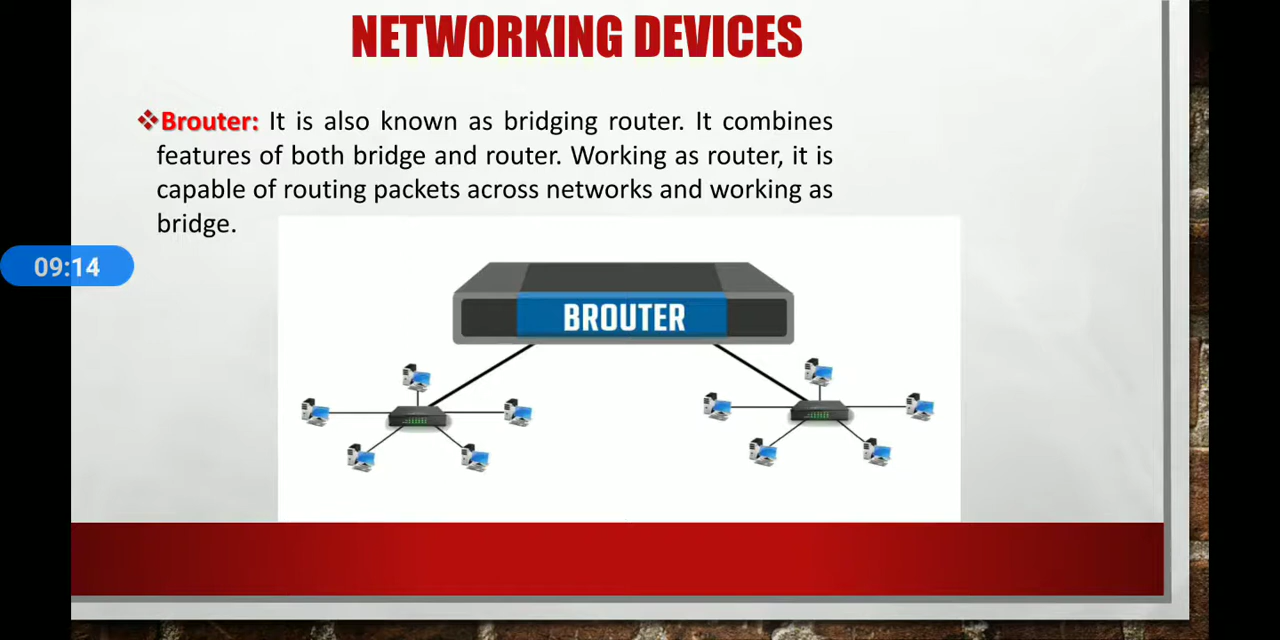 NETWORKING DEVICES
❖Brouter: It is also known as bridging router. It combines
features of both bridge and router. Working as router, it is
capable of routing packets across networks and working as
bridge.
09:14
BROUTER